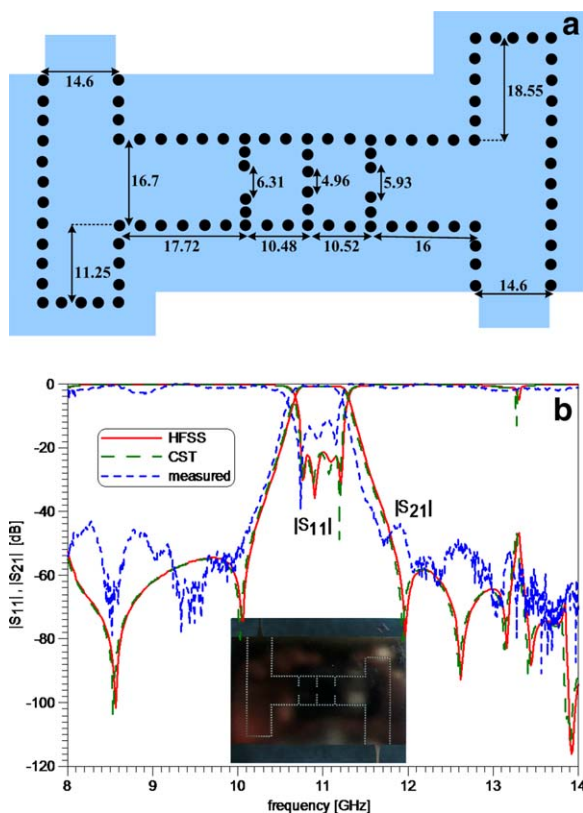 a
14.6
18.55
16.7
6.31
4.96
5.93
17.72
10.48
10.52
16
11.25
14.6
b
HFSS
CST
measured
|S11|
|S21|
|S11| , |S21| [dB]
0
-20
-40
-60
-80
-100
-120
8
9
10
11
12
13
14
frequency [GHz]